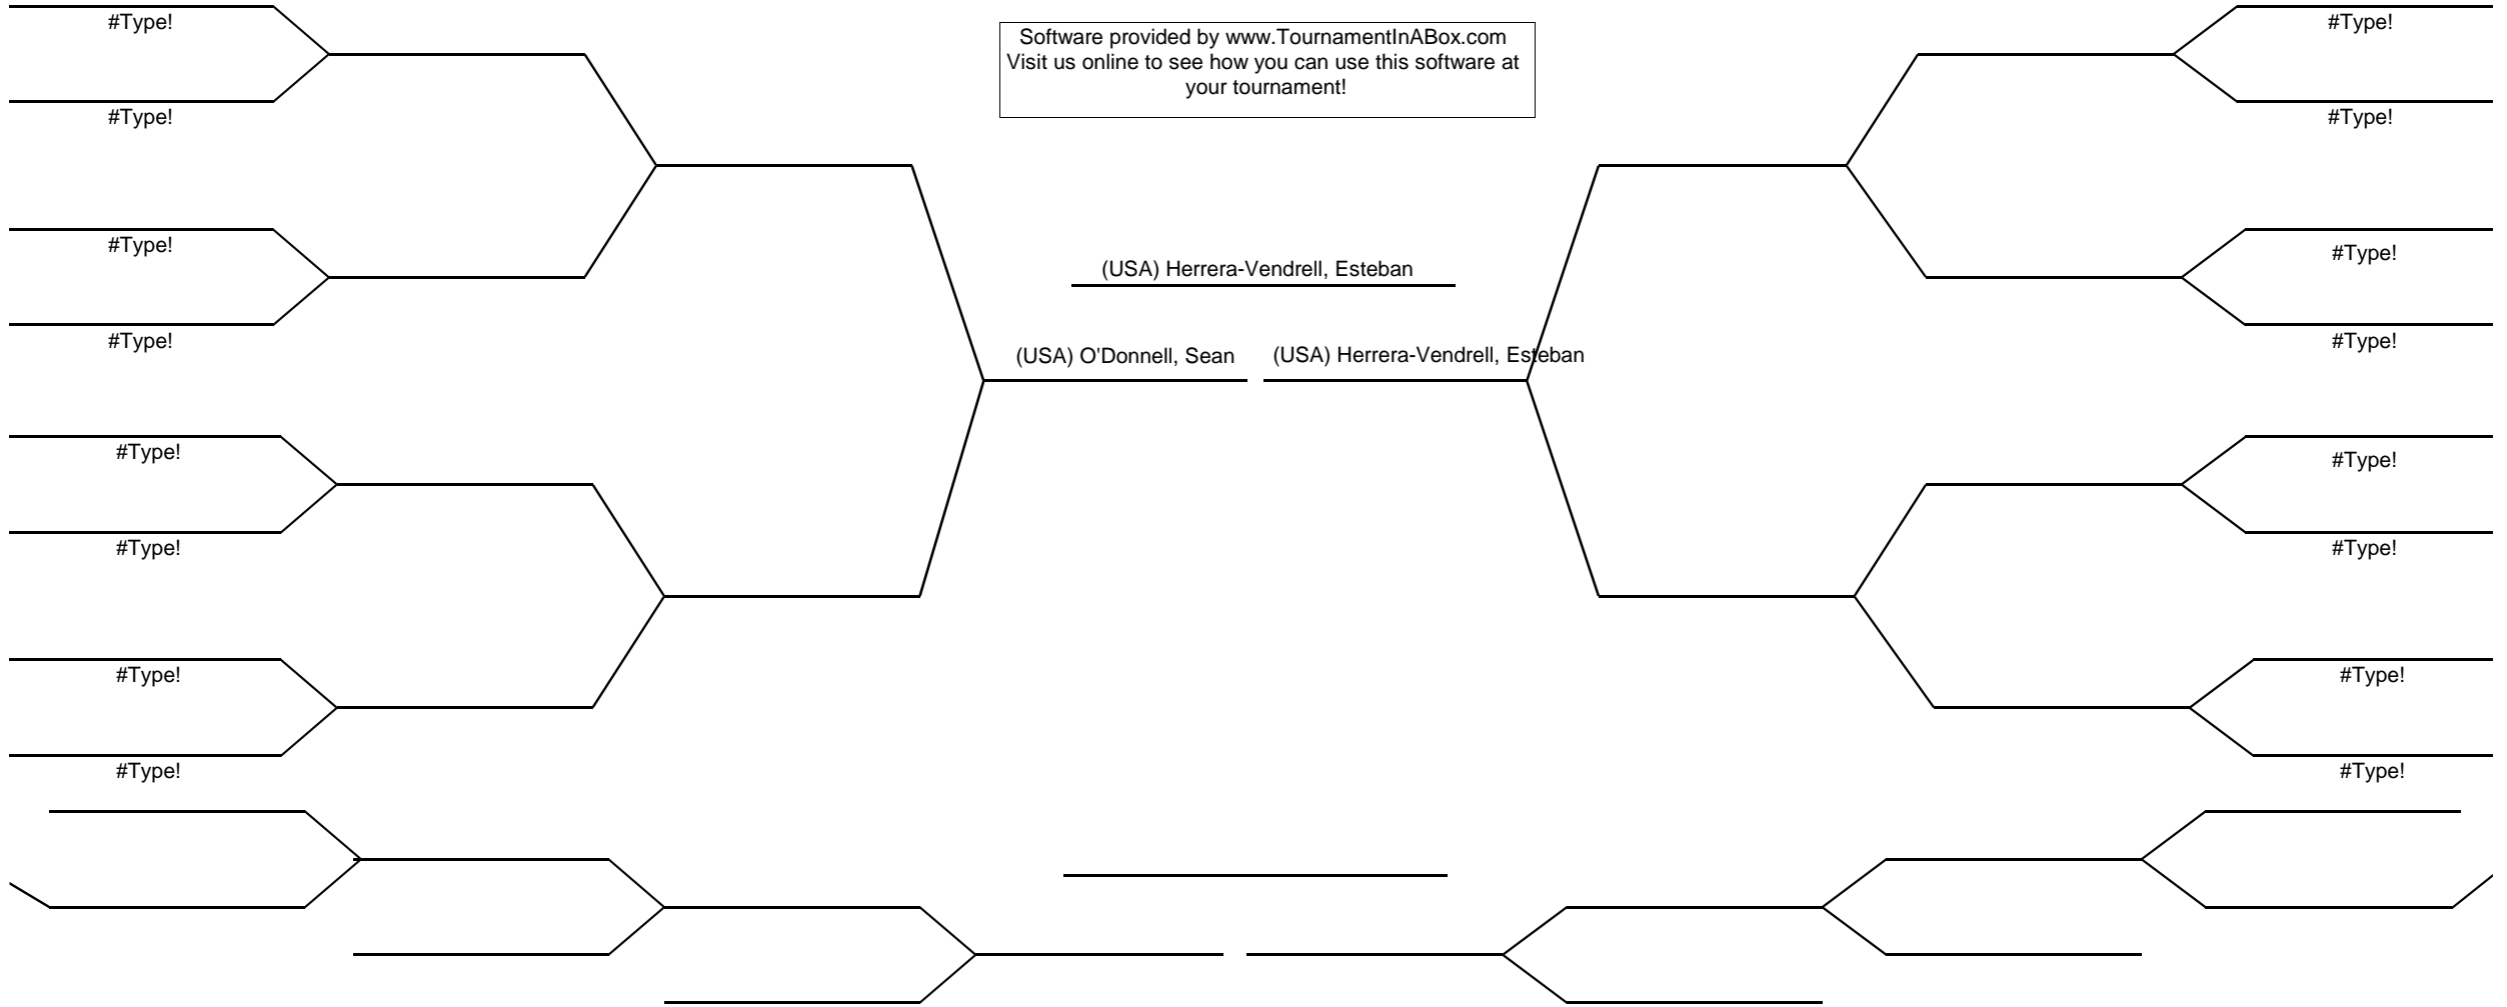 #Type!
#Type!
Software provided by www.TournamentInABox.com
Visit us online to see how you can use this software at
your tournament!
#Type!
#Type!
#Type!
#Type!
(USA) Herrera-Vendrell, Esteban
#Type!
#Type!
(USA) O'Donnell, Sean
(USA) Herrera-Vendrell, Esteban
#Type!
#Type!
#Type!
#Type!
#Type!
#Type!
#Type!
#Type!
#Type!